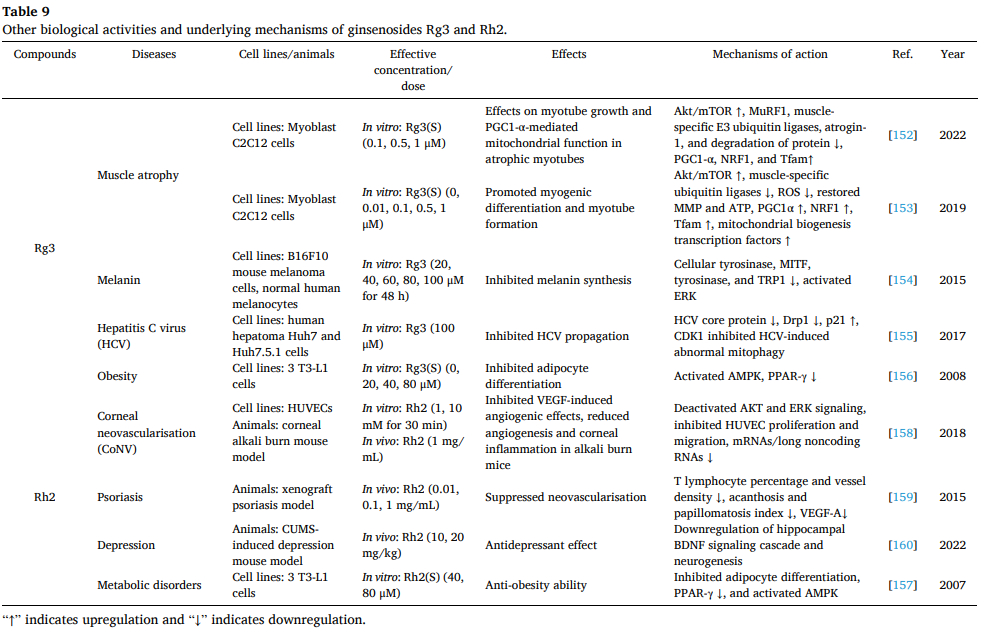 Table 9
Other biological activities and underlying mechanisms of ginsenosides Rg3 and Rh2.
Compounds Diseases Cell lines/animals Effective concentration/ dose Effects Mechanisms of action Ref. Year
Rg3
Muscle atrophy
Cell lines: Myoblast
C2C12 cells
In vitro: Rg3(S)
(0.1, 0.5, 1 μM)
Effects on myotube growth and
PGC1-α-mediated
mitochondrial function in
atrophic myotubes
Akt/mTOR ↑, MuRF1, muscle-
specific E3 ubiquitin ligases, atrogin-
1, and degradation of protein ↓,
PGC1-α, NRF1, and Tfam↑
[152] 2022
Cell lines: Myoblast
C2C12 cells
In vitro: Rg3(S) (0,
0.01, 0.1, 0.5, 1
μM)
Promoted myogenic
differentiation and myotube
formation
Akt/mTOR ↑, muscle-specific
ubiquitin ligases ↓, ROS ↓, restored
MMP and ATP, PGC1α ↑, NRF1 ↑,
Tfam ↑, mitochondrial biogenesis
transcription factors ↑
[153] 2019
Melanin
Cell lines: B16F10
mouse melanoma
cells, normal human
melanocytes
In vitro: Rg3 (20,
40, 60, 80, 100 μM
for 48 h)
Inhibited melanin synthesis
Cellular tyrosinase, MITF,
tyrosinase, and TRP1 ↓, activated
ERK
[154] 2015
Hepatitis C virus
(HCV)
Cell lines: human
hepatoma Huh7 and
Huh7.5.1 cells
In vitro: Rg3 (100
μM)
Inhibited HCV propagation
HCV core protein ↓, Drp1 ↓, p21 ↑,
CDK1 inhibited HCV-induced
abnormal mitophagy
[155] 2017
Obesity
Cell lines: 3 T3-L1
cells
In vitro: Rg3(S) (0,
20, 40, 80 μM)
Inhibited adipocyte
differentiation
Activated AMPK, PPAR-γ ↓
[156] 2008
Rh2
Corneal
neovascularisation
(CoNV)
Cell lines: HUVECs
Animals: corneal
alkali burn mouse
model
In vitro: Rh2 (1, 10
mM for 30 min)
In vivo: Rh2 (1 mg/
mL)
Inhibited VEGF-induced
angiogenic effects, reduced
angiogenesis and corneal
inflammation in alkali burn
mice
Deactivated AKT and ERK signaling,
inhibited HUVEC proliferation and
migration, mRNAs/long noncoding
RNAs ↓
[158] 2018
Psoriasis
Animals: xenograft
psoriasis model
In vivo: Rh2 (0.01,
0.1, 1 mg/mL)
Suppressed neovascularisation
T lymphocyte percentage and vessel
density ↓, acanthosis and
papillomatosis index ↓, VEGF-A↓
[159] 2015
Depression
Animals: CUMS-
induced depression
mouse model
In vivo: Rh2 (10, 20
mg/kg)
Antidepressant effect
Downregulation of hippocampal
BDNF signaling cascade and
neurogenesis
[160] 2022
Metabolic disorders
Cell lines: 3 T3-L1
cells
In vitro: Rh2(S) (40,
80 μM)
Anti-obesity ability
Inhibited adipocyte differentiation,
PPAR-γ ↓, and activated AMPK
[157] 2007
"↑" indicates upregulation and "↓" indicates downregulation.